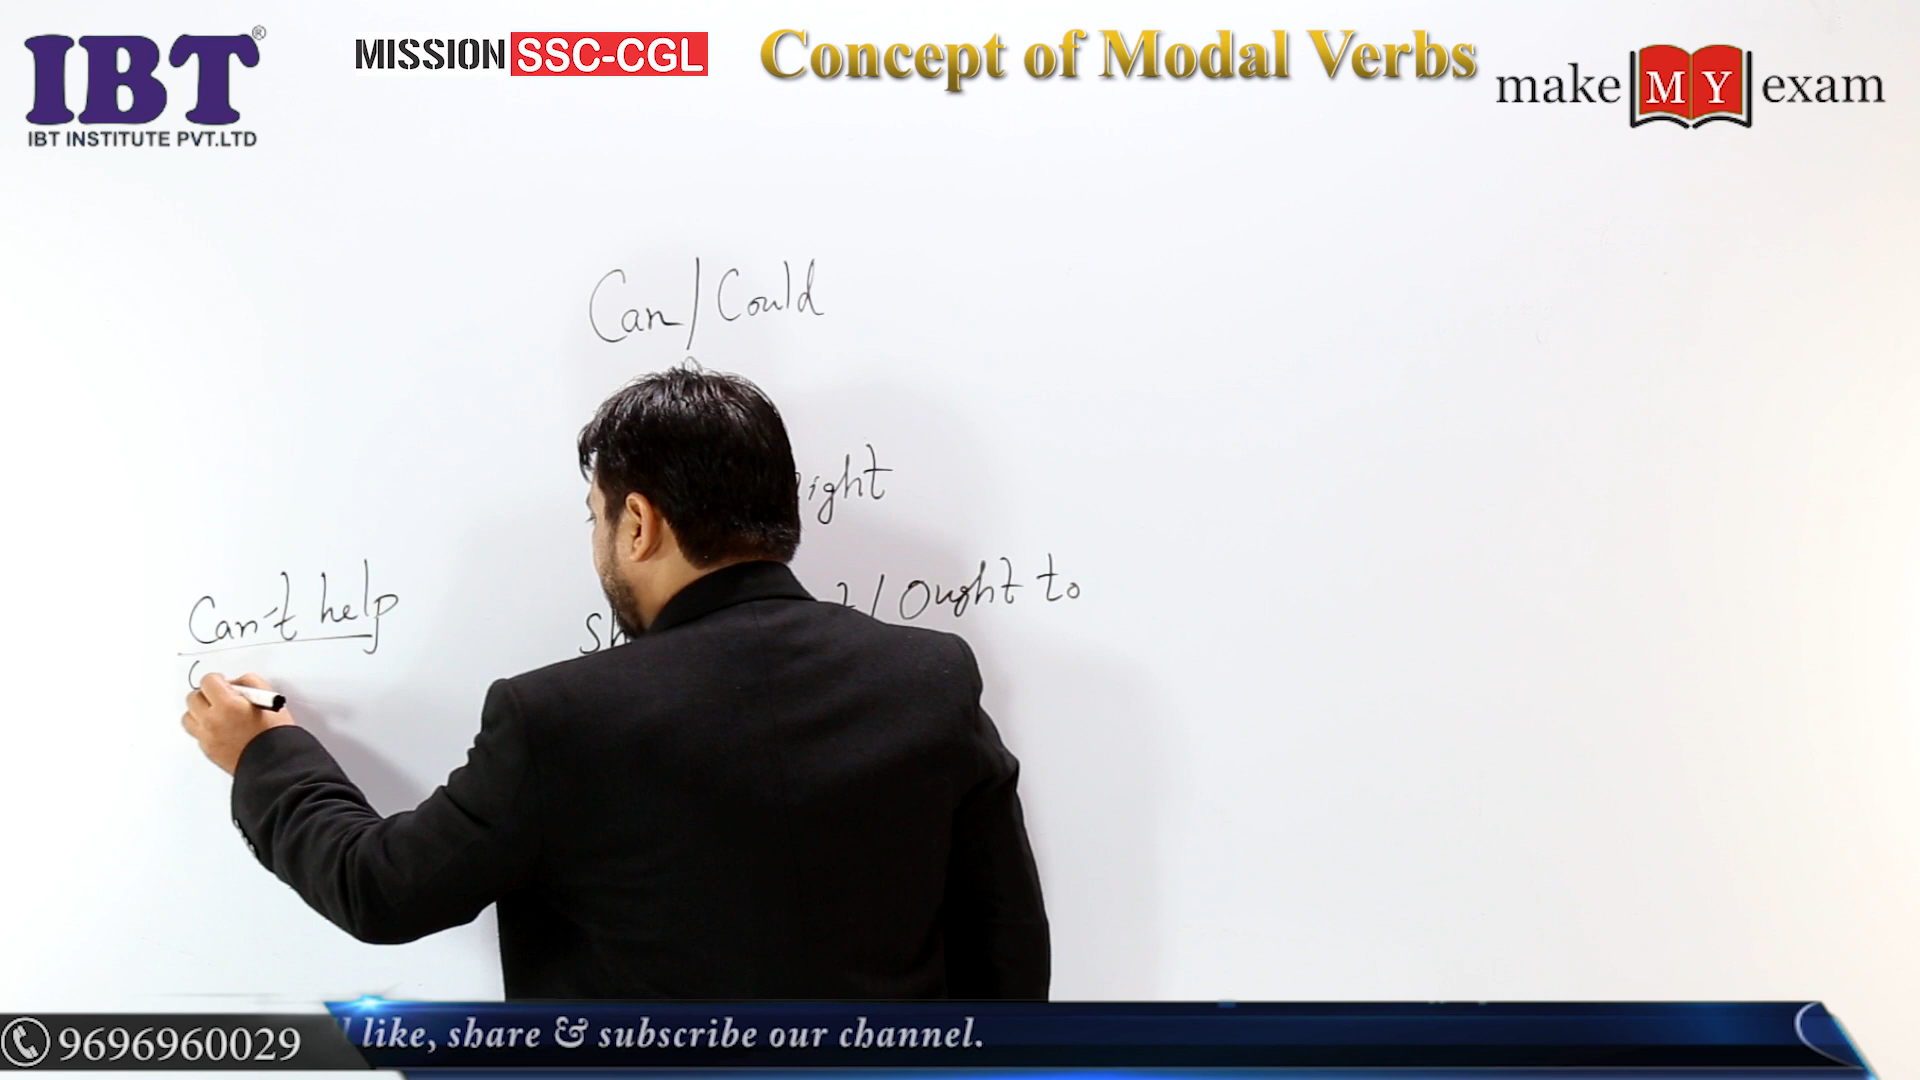 IBT®
IBT INSTITUTE PVT.LTD
MISSION SSC-CGL
Concept of Modal Verbs
make MY exam
Can/Could
Can't help
/ Ought to
9696960029
like, share & subscribe our channel.